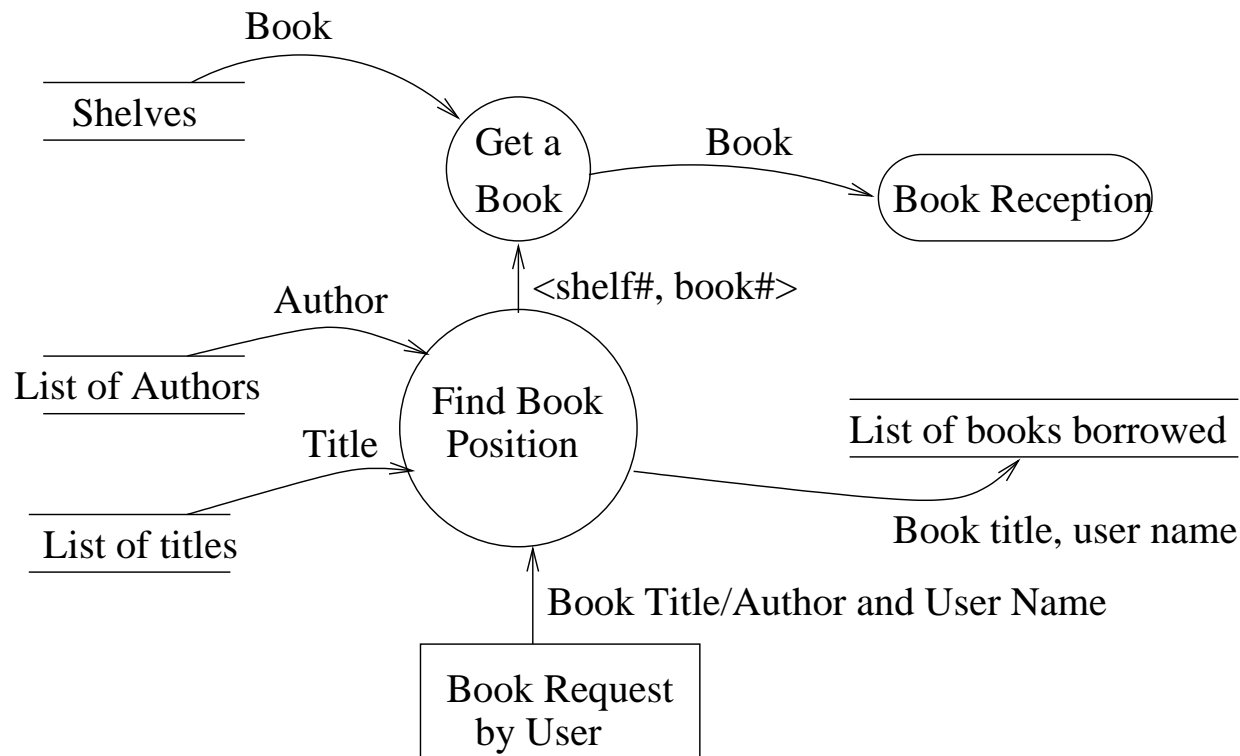 Book
Shelves
Get a
Book
Book
Book Reception
<shelf#, book#>
Author
List of Authors
Find Book
Position
Title
List of books borrowed
List of titles
Book title, user name
Book Title/Author and User Name
Book Request
by User